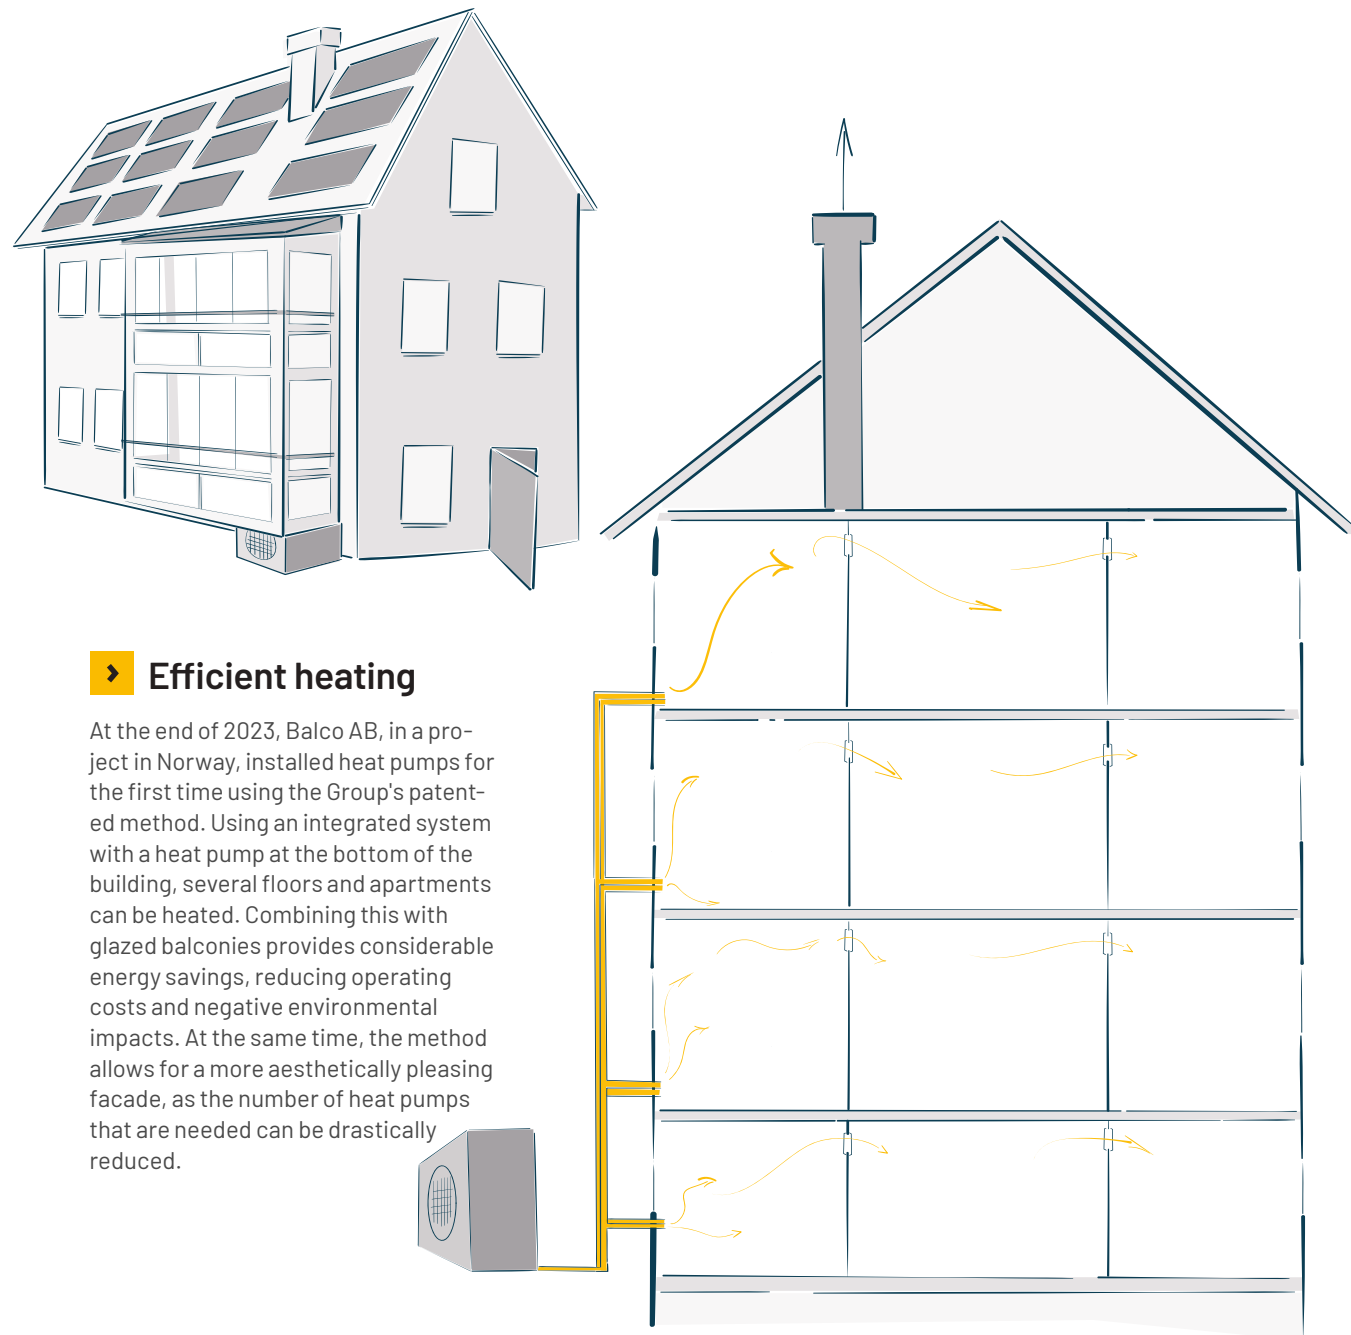 Efficient heating
At the end of 2023, Balco AB, in a pro-
ject in Norway, installed heat pumps for
the first time using the Group's patent-
ed method. Using an integrated system
with a heat pump at the bottom of the
building, several floors and apartments
can be heated. Combining this with
glazed balconies provides considerable
energy savings, reducing operating
costs and negative environmental
impacts. At the same time, the method
allows for a more aesthetically pleasing
facade, as the number of heat pumps
that are needed can be drastically
reduced.